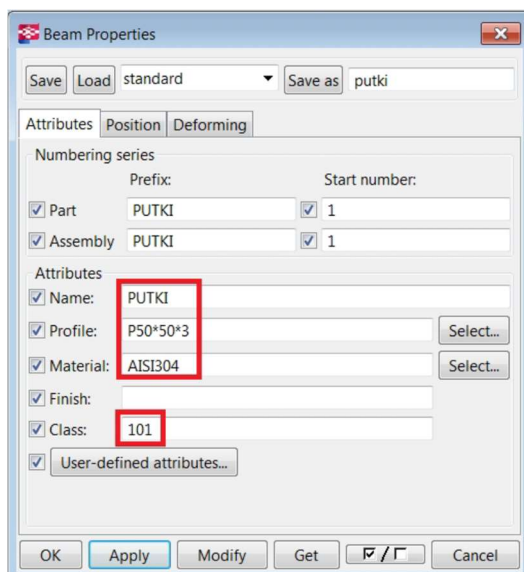 Beam Properties
Save Load standard Save as putki
Attributes Position Deforming
Numbering series
Prefix: Start number:
Part PUTKI 1
Assembly PUTKI 1
Attributes
Name: PUTKI
Profile: P50*50*3 Select...
Material: AISI304 Select...
Finish:
Class: 101
User-defined attributes...
OK Apply Modify Get / Cancel